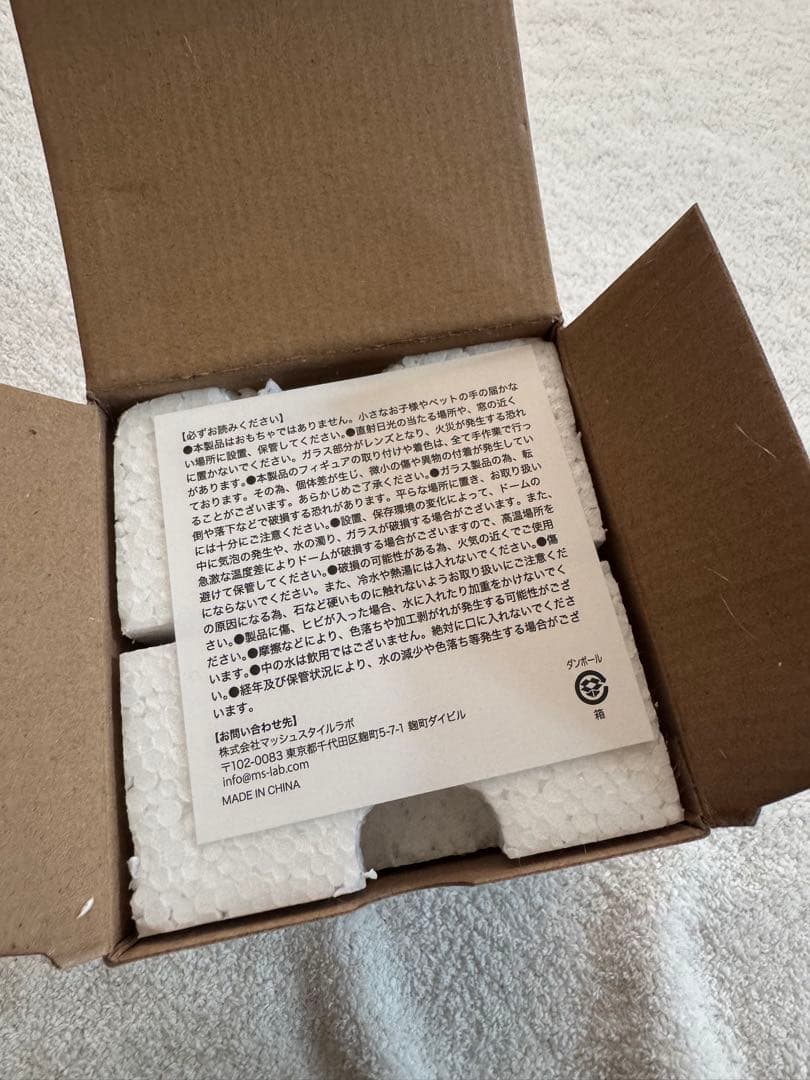 【必ずお読みください】
●本製品はおもちゃではありません。小さなお子様やペットの手の届かな
い場所に設置、保管してください。●直射日光の当たる場所や、窓の近く
に置かないでください。ガラス部分がレンズとなり、火災が発生する恐れ
があります。●本製品のフィギュアの取り付けや着色は、全て手作業で行っ
ております。その為、個体差が生じ、微小の傷や異物の付着が発生してい
ることがございます。あらかじめご了承ください。●ガラス製品の為、転
倒や落下などで破損する恐れがあります。平らな場所に置き、お取り扱い
には十分にご注意ください。●設置、保存環境の変化によって、ドームの
中に気泡の発生や、水の濁り、ガラスが破損する場合がございます。また、
急激な温度差によりドームが破損する場合がございますので、高温場所を
避けて保管してください。●破損の可能性がある為、火気の近くでご使用
にならないでください。また、冷水や熱湯には入れないでください。●傷
の原因になる為、石など硬いものに触れないようお取り扱いにご注意くだ
さい。●製品に傷、ヒビが入った場合、水に入れたり加重をかけないでく
ださい。●摩擦などにより、色落ちや加工剥がれが発生する可能性がござ
います。●中の水は飲用ではございません。絶対に口に入れないでくださ
い。●経年及び保管状況により、水の減少や色落ち等発生する場合がござ
います。
【お問い合わせ先】
株式会社マッシュスタイルラボ
〒102-0083 東京都千代田区麹町5-7-1 麹町ダイビル
info@ms-lab.com
MADE IN CHINA
ダンボール
箱